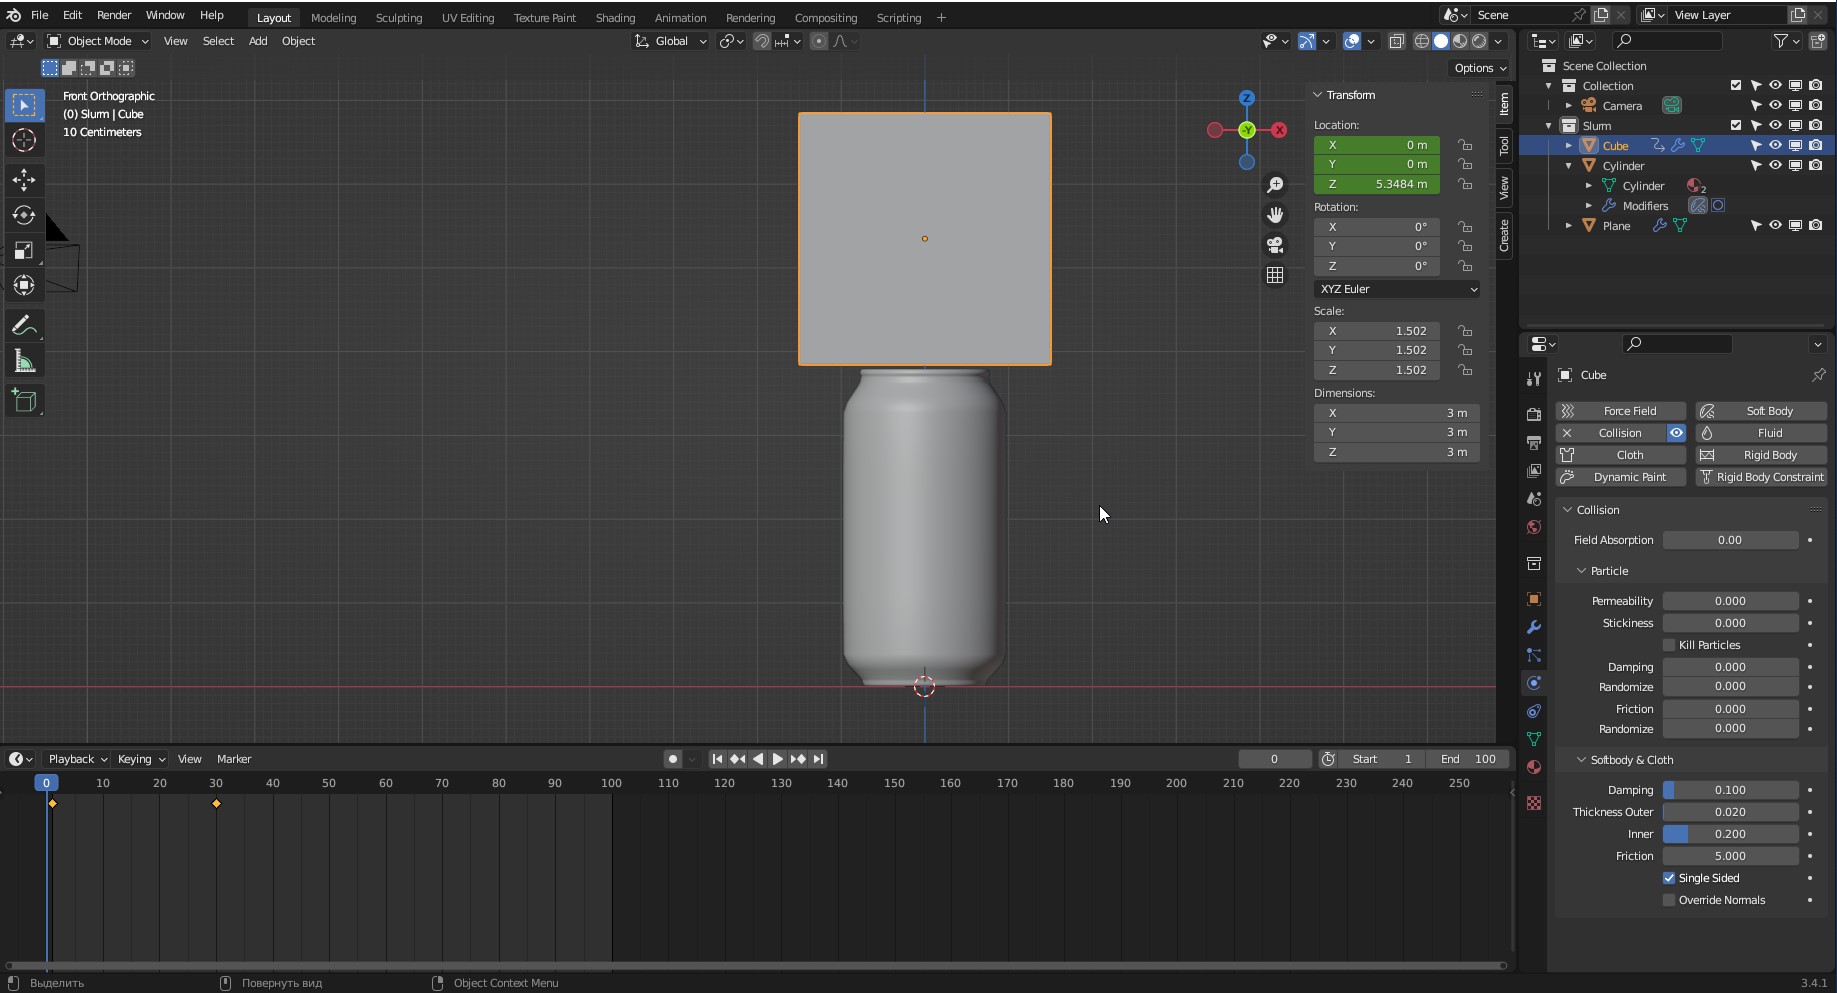 File Edit Render Window Help Layout Modeling Sculpting UV Editing Texture Paint Shading Animation Rendering Compositing Scripting + Scene View Layer
Object Mode View Select Add Object Global
Options
Front Orthographic
(0) Slurm | Cube
10 Centimeters
Z
-Y
X
Transform
Location:
X 0 m
Y 0 m
Z 5.3484 m
Rotation:
X 0°
Y 0°
Z 0°
XYZ Euler
Scale:
X 1.502
Y 1.502
Z 1.502
Dimensions:
X 3 m
Y 3 m
Z 3 m
Item
Tool
View
Create
Scene Collection
Collection
Camera
Slurm
Cube
Cylinder
Cylinder 2
Modifiers
Plane
Cube
Force Field Soft Body
Collision Fluid
Cloth Rigid Body
Dynamic Paint Rigid Body Constraint
Collision
Field Absorption 0.00
Particle
Permeability 0.000
Stickiness 0.000
Kill Particles
Damping 0.000
Randomize 0.000
Friction 0.000
Randomize 0.000
Softbody & Cloth
Damping 0.100
Thickness Outer 0.020
Inner 0.200
Friction 5.000
Single Sided
Override Normals
Playback Keying View Marker 0 Start 1 End 100
0 10 20 30 40 50 60 70 80 90 100 110 120 130 140 150 160 170 180 190 200 210 220 230 240 250
Выделить Повернуть вид Object Context Menu 3.4.1